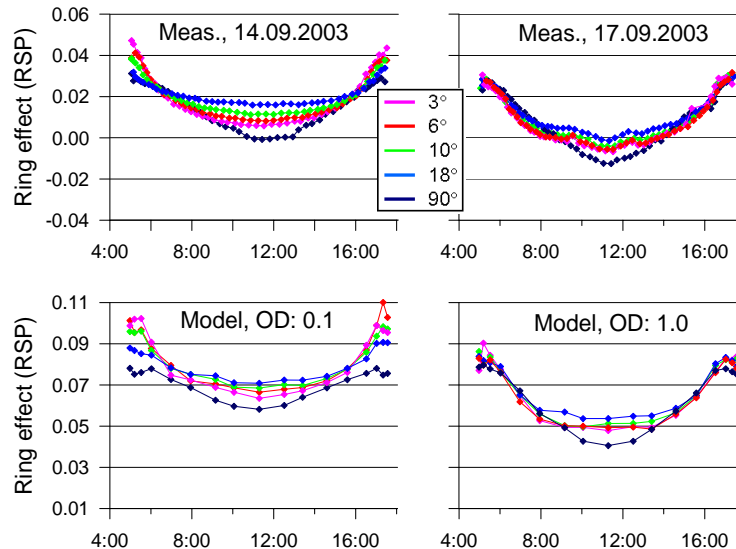 Ring effect (RSP)
0.06
0.04
0.02
0.00
-0.02
-0.04
Meas., 14.09.2003
4:00 8:00 12:00 16:00
Meas., 17.09.2003
4:00 8:00 12:00 16:00
3°
6°
10°
18°
90°
Ring effect (RSP)
0.11
0.09
0.07
0.05
0.03
0.01
Model, OD: 0.1
4:00 8:00 12:00 16:00
Model, OD: 1.0
4:00 8:00 12:00 16:00